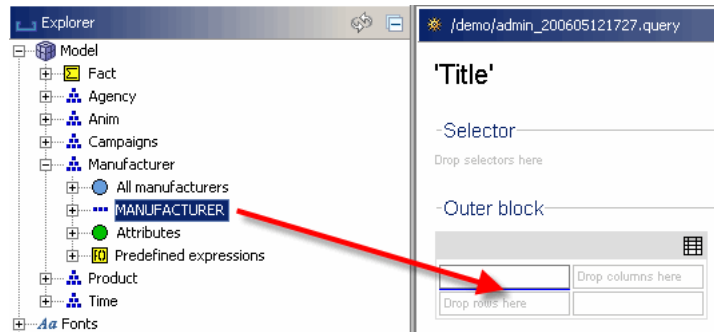 Explorer
Model
Fact
Agency
Anim
Campaigns
Manufacturer
All manufacturers
MANUFACTURER
Attributes
Predefined expressions
Product
Time
Aa Fonts
/demo/admin_200605121727.query
'Title'
Selector
Drop selectors here
Outer block
Drop columns here
Drop rows here